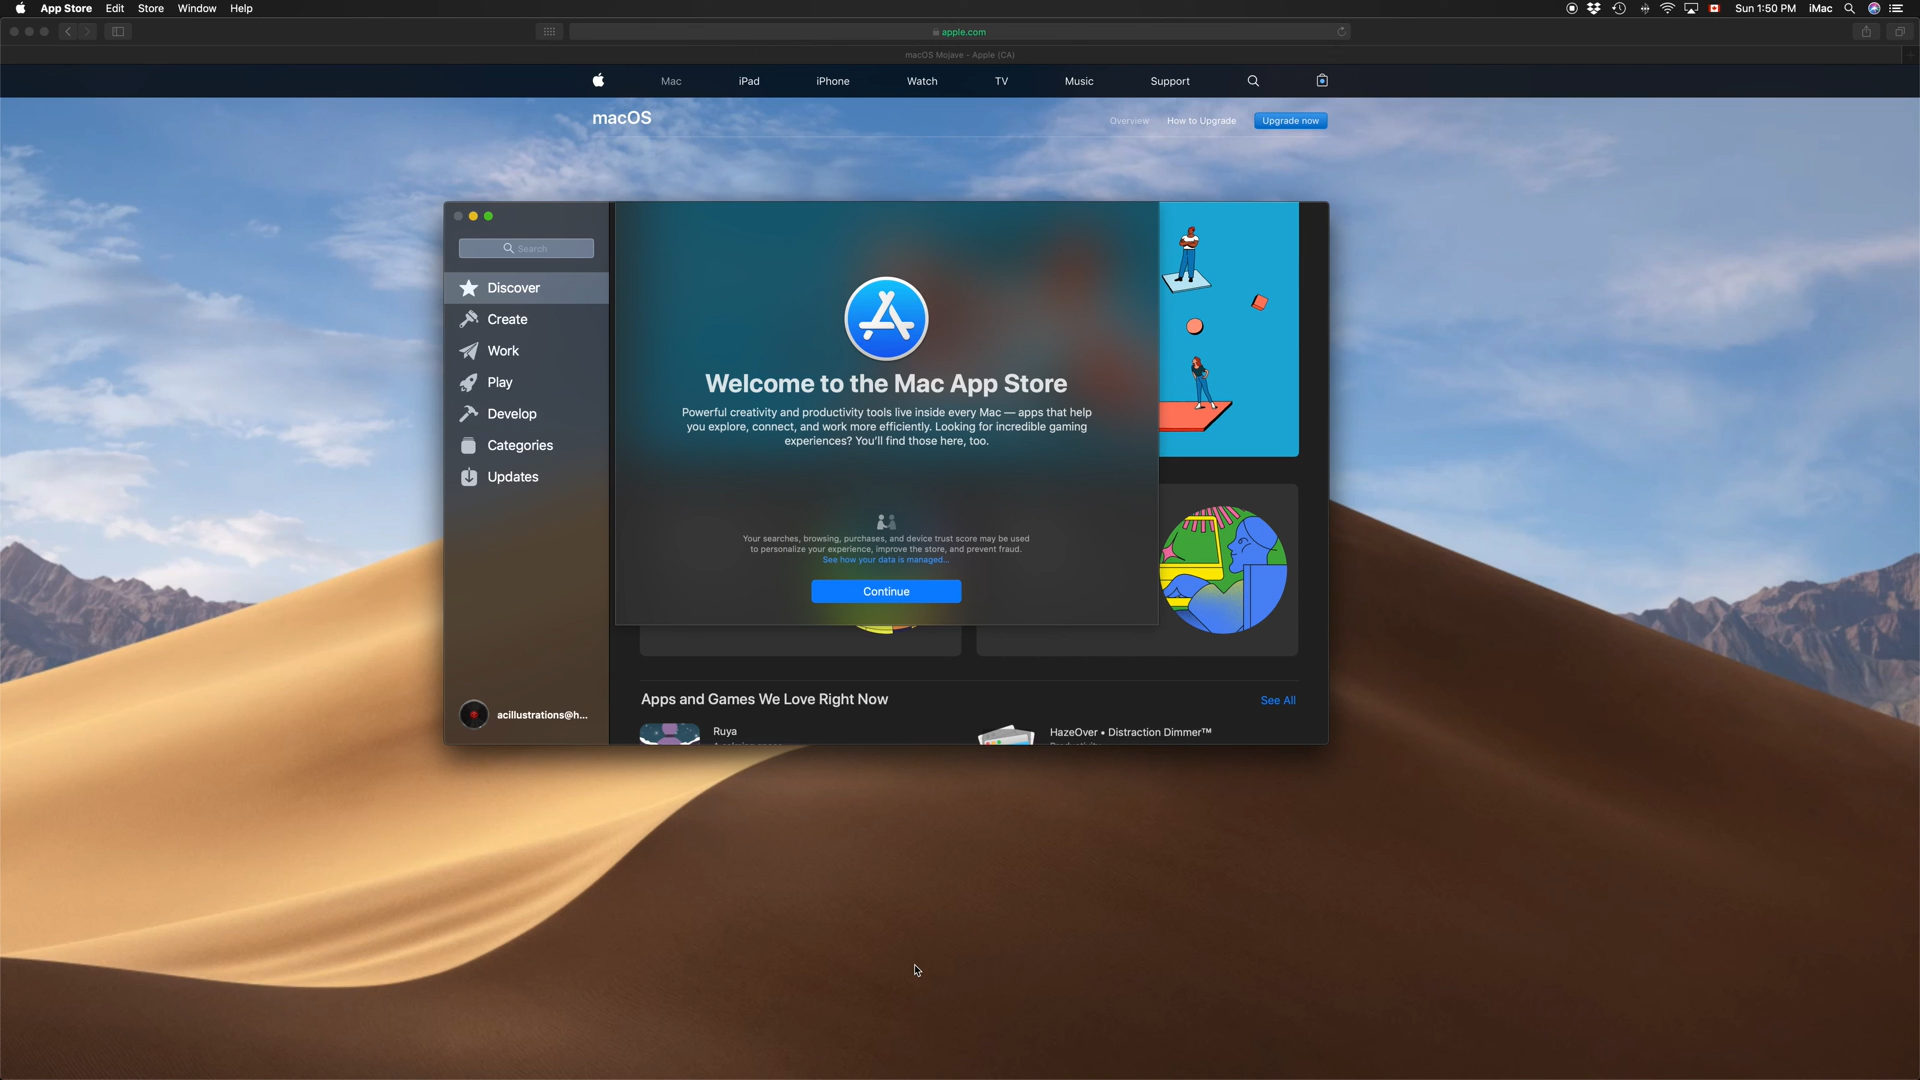 App Store Edit Store Window Help
Sun 1:50 PM iMac
apple.com
macOS Mojave - Apple (CA)
Mac iPad iPhone Watch TV Music Support
macOS
Overview How to Upgrade Upgrade now
Search
Discover
Create
Work
Play
Develop
Categories
Updates
acillustrations@h...
Welcome to the Mac App Store
Powerful creativity and productivity tools live inside every Mac — apps that help
you explore, connect, and work more efficiently. Looking for incredible gaming
experiences? You'll find those here, too.
Your searches, browsing, purchases, and device trust score may be used
to personalize your experience, improve the store, and prevent fraud.
See how your data is managed...
Continue
Apps and Games We Love Right Now
See All
Ruya
HazeOver • Distraction Dimmer™